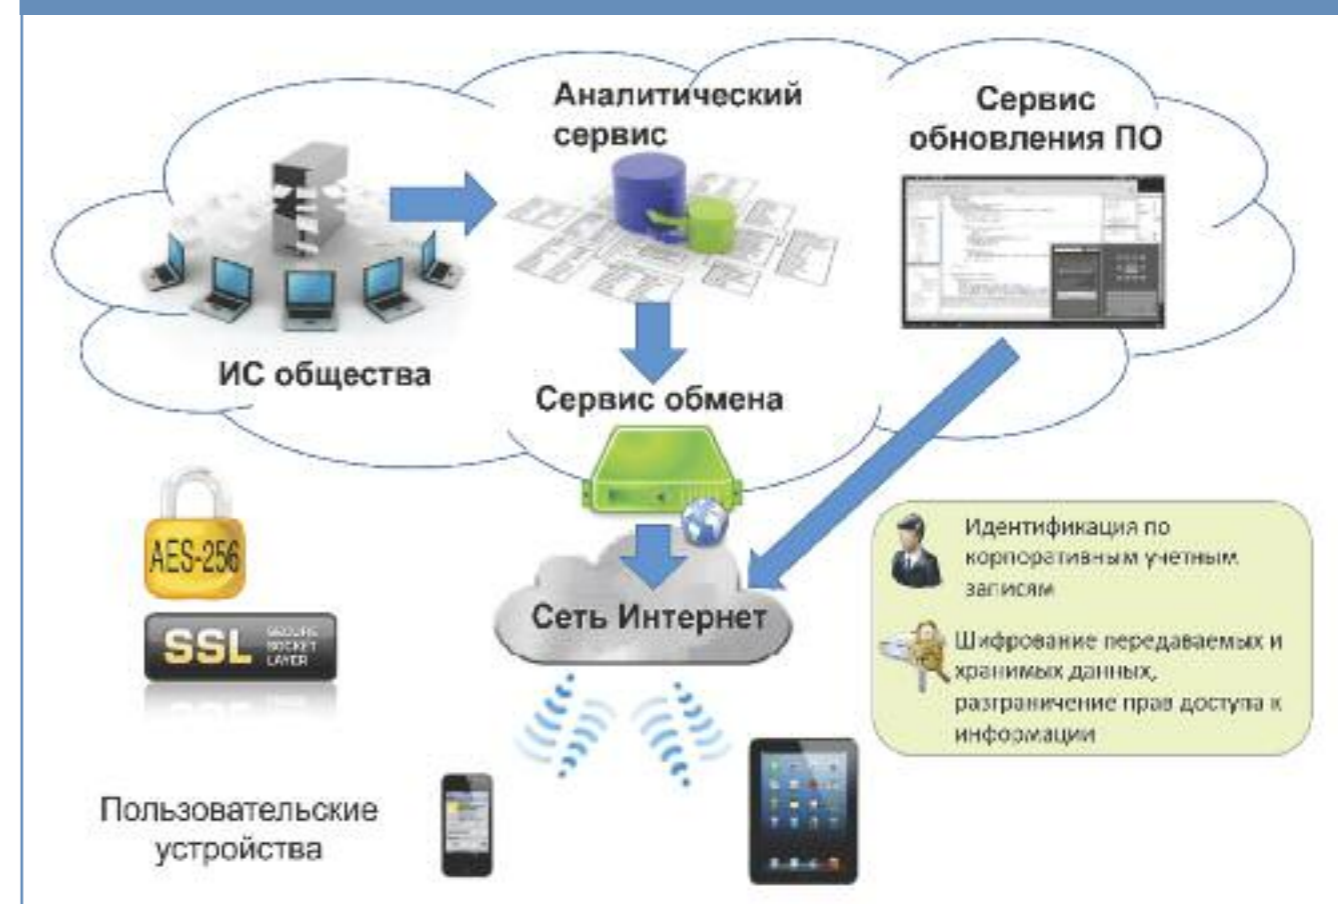 Аналитический
сервис
Сервис
обновления ПО
ИС общества
Сервис обмена
AES-256
SSL SECURE
SOCKET
LAYER
Сеть Интернет
Идентификация по
корпоративным учетным
записям
Шифрование передаваемых и
хранимых данных,
разграничение прав доступа к
информации
Пользовательские
устройства